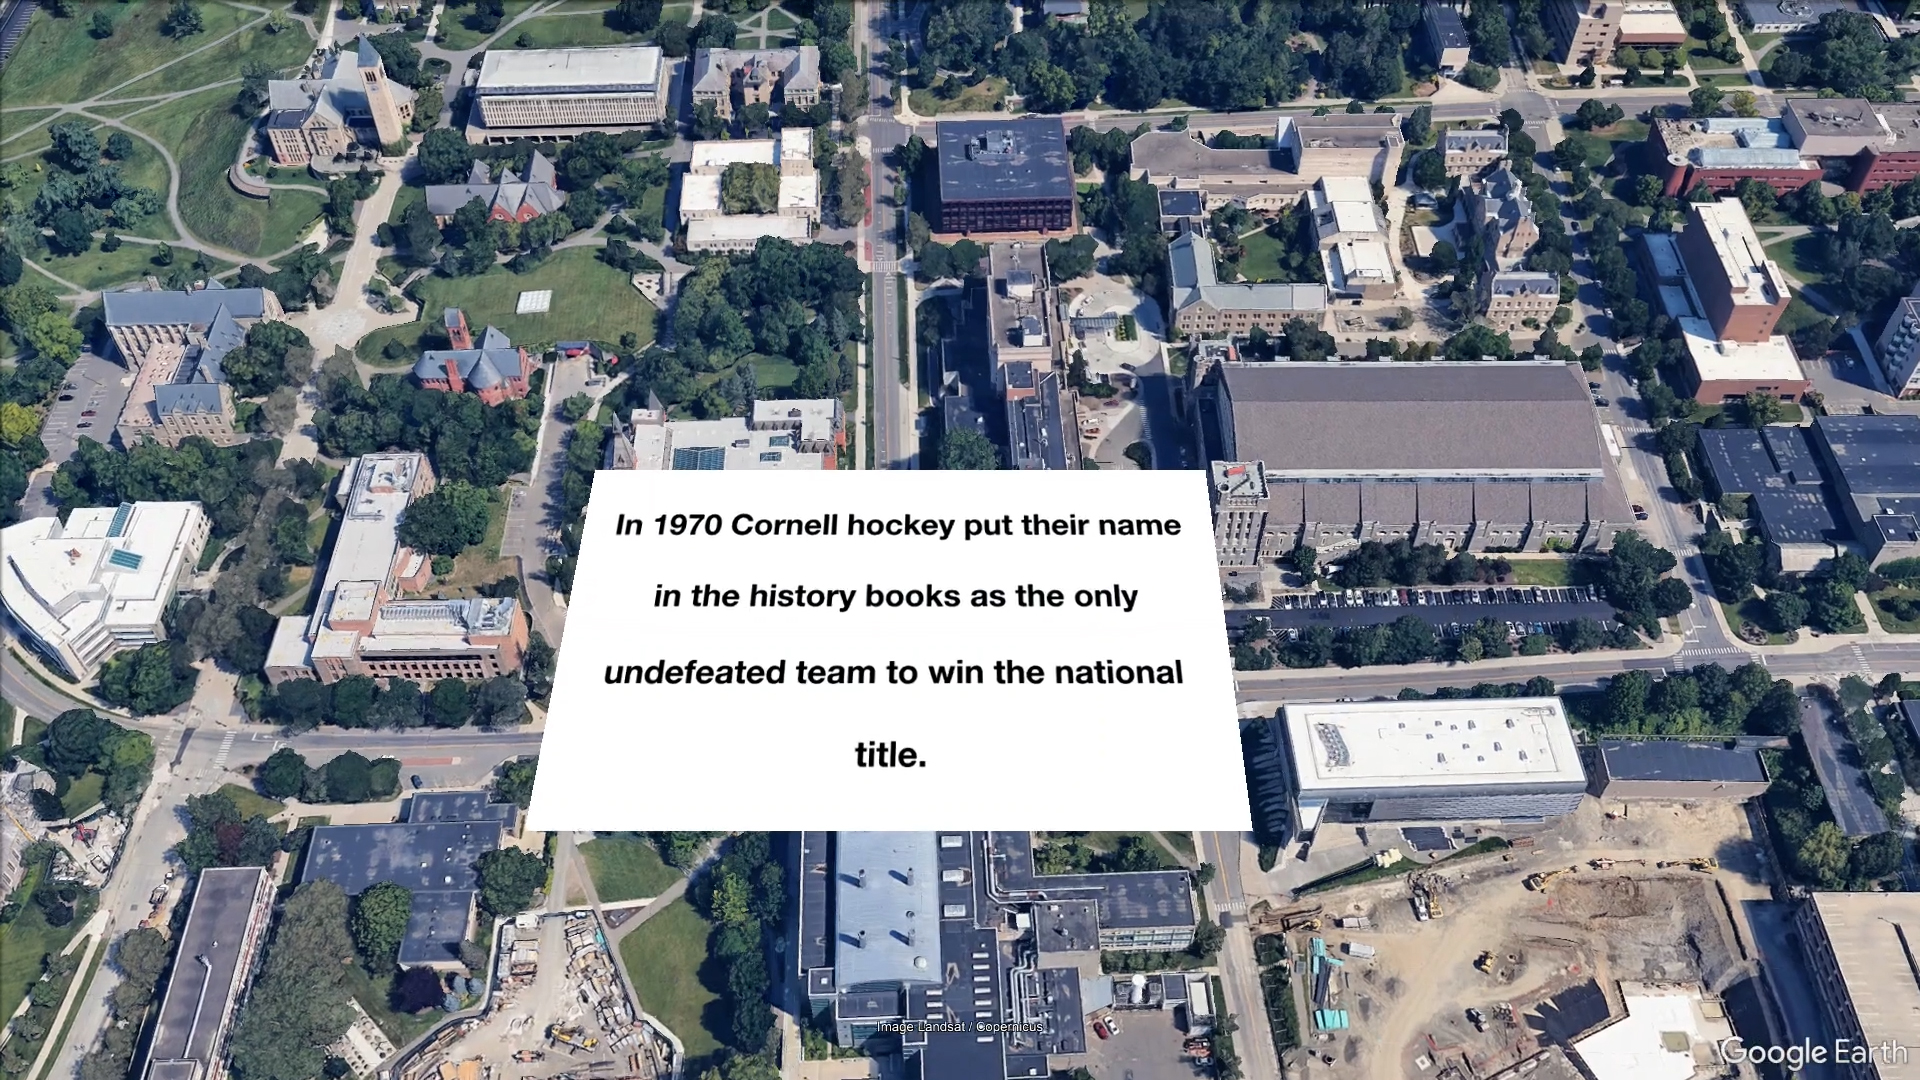 In 1970 Cornell hockey put their name
in the history books as the only
undefeated team to win the national
title.
Image Landsat / Copernicus
Google Earth